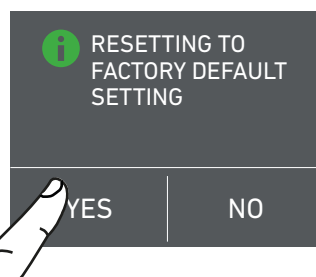 i RESETTING TO
FACTORY DEFAULT
SETTING
YES NO